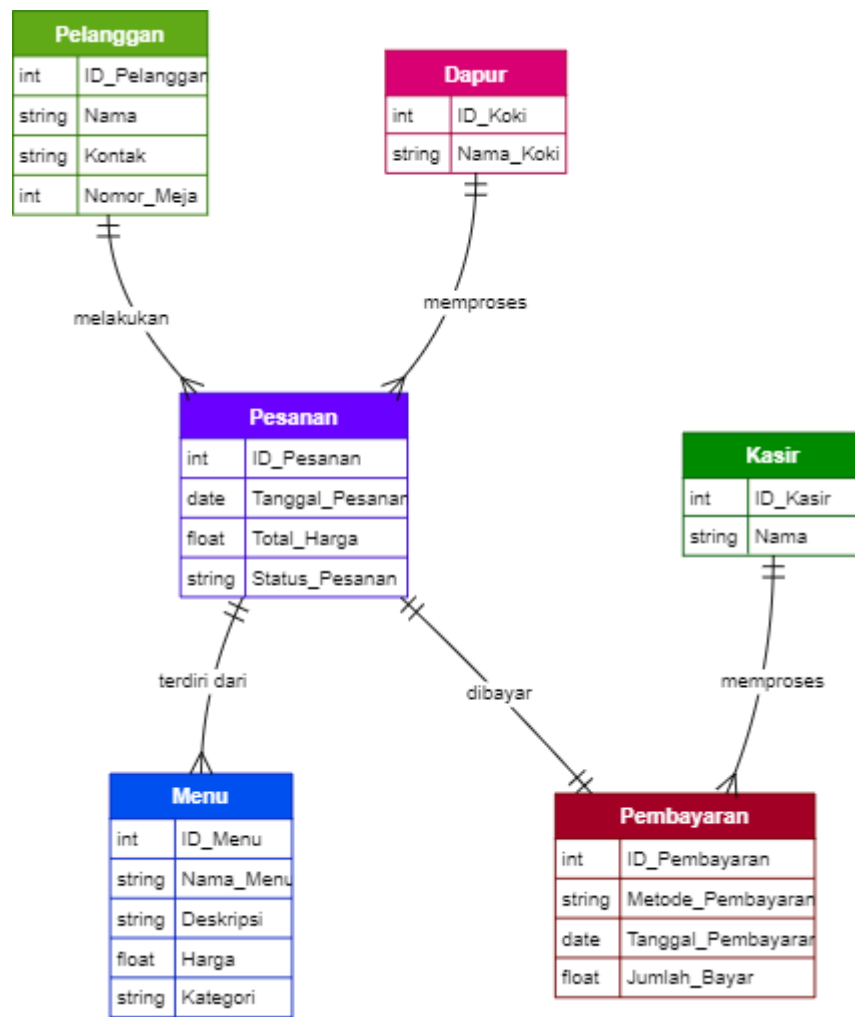 Pelanggan
int ID_Pelanggan
string Nama
string Kontak
int Nomor_Meja
Dapur
int ID_Koki
string Nama_Koki
melakukan
memproses
Pesanan
int ID_Pesanan
date Tanggal_Pesanan
float Total_Harga
string Status_Pesanan
Kasir
int ID_Kasir
string Nama
terdiri dari
dibayar
memproses
Menu
int ID_Menu
string Nama_Menu
string Deskripsi
float Harga
string Kategori
Pembayaran
int ID_Pembayaran
string Metode_Pembayaran
date Tanggal_Pembayaran
float Jumlah_Bayar